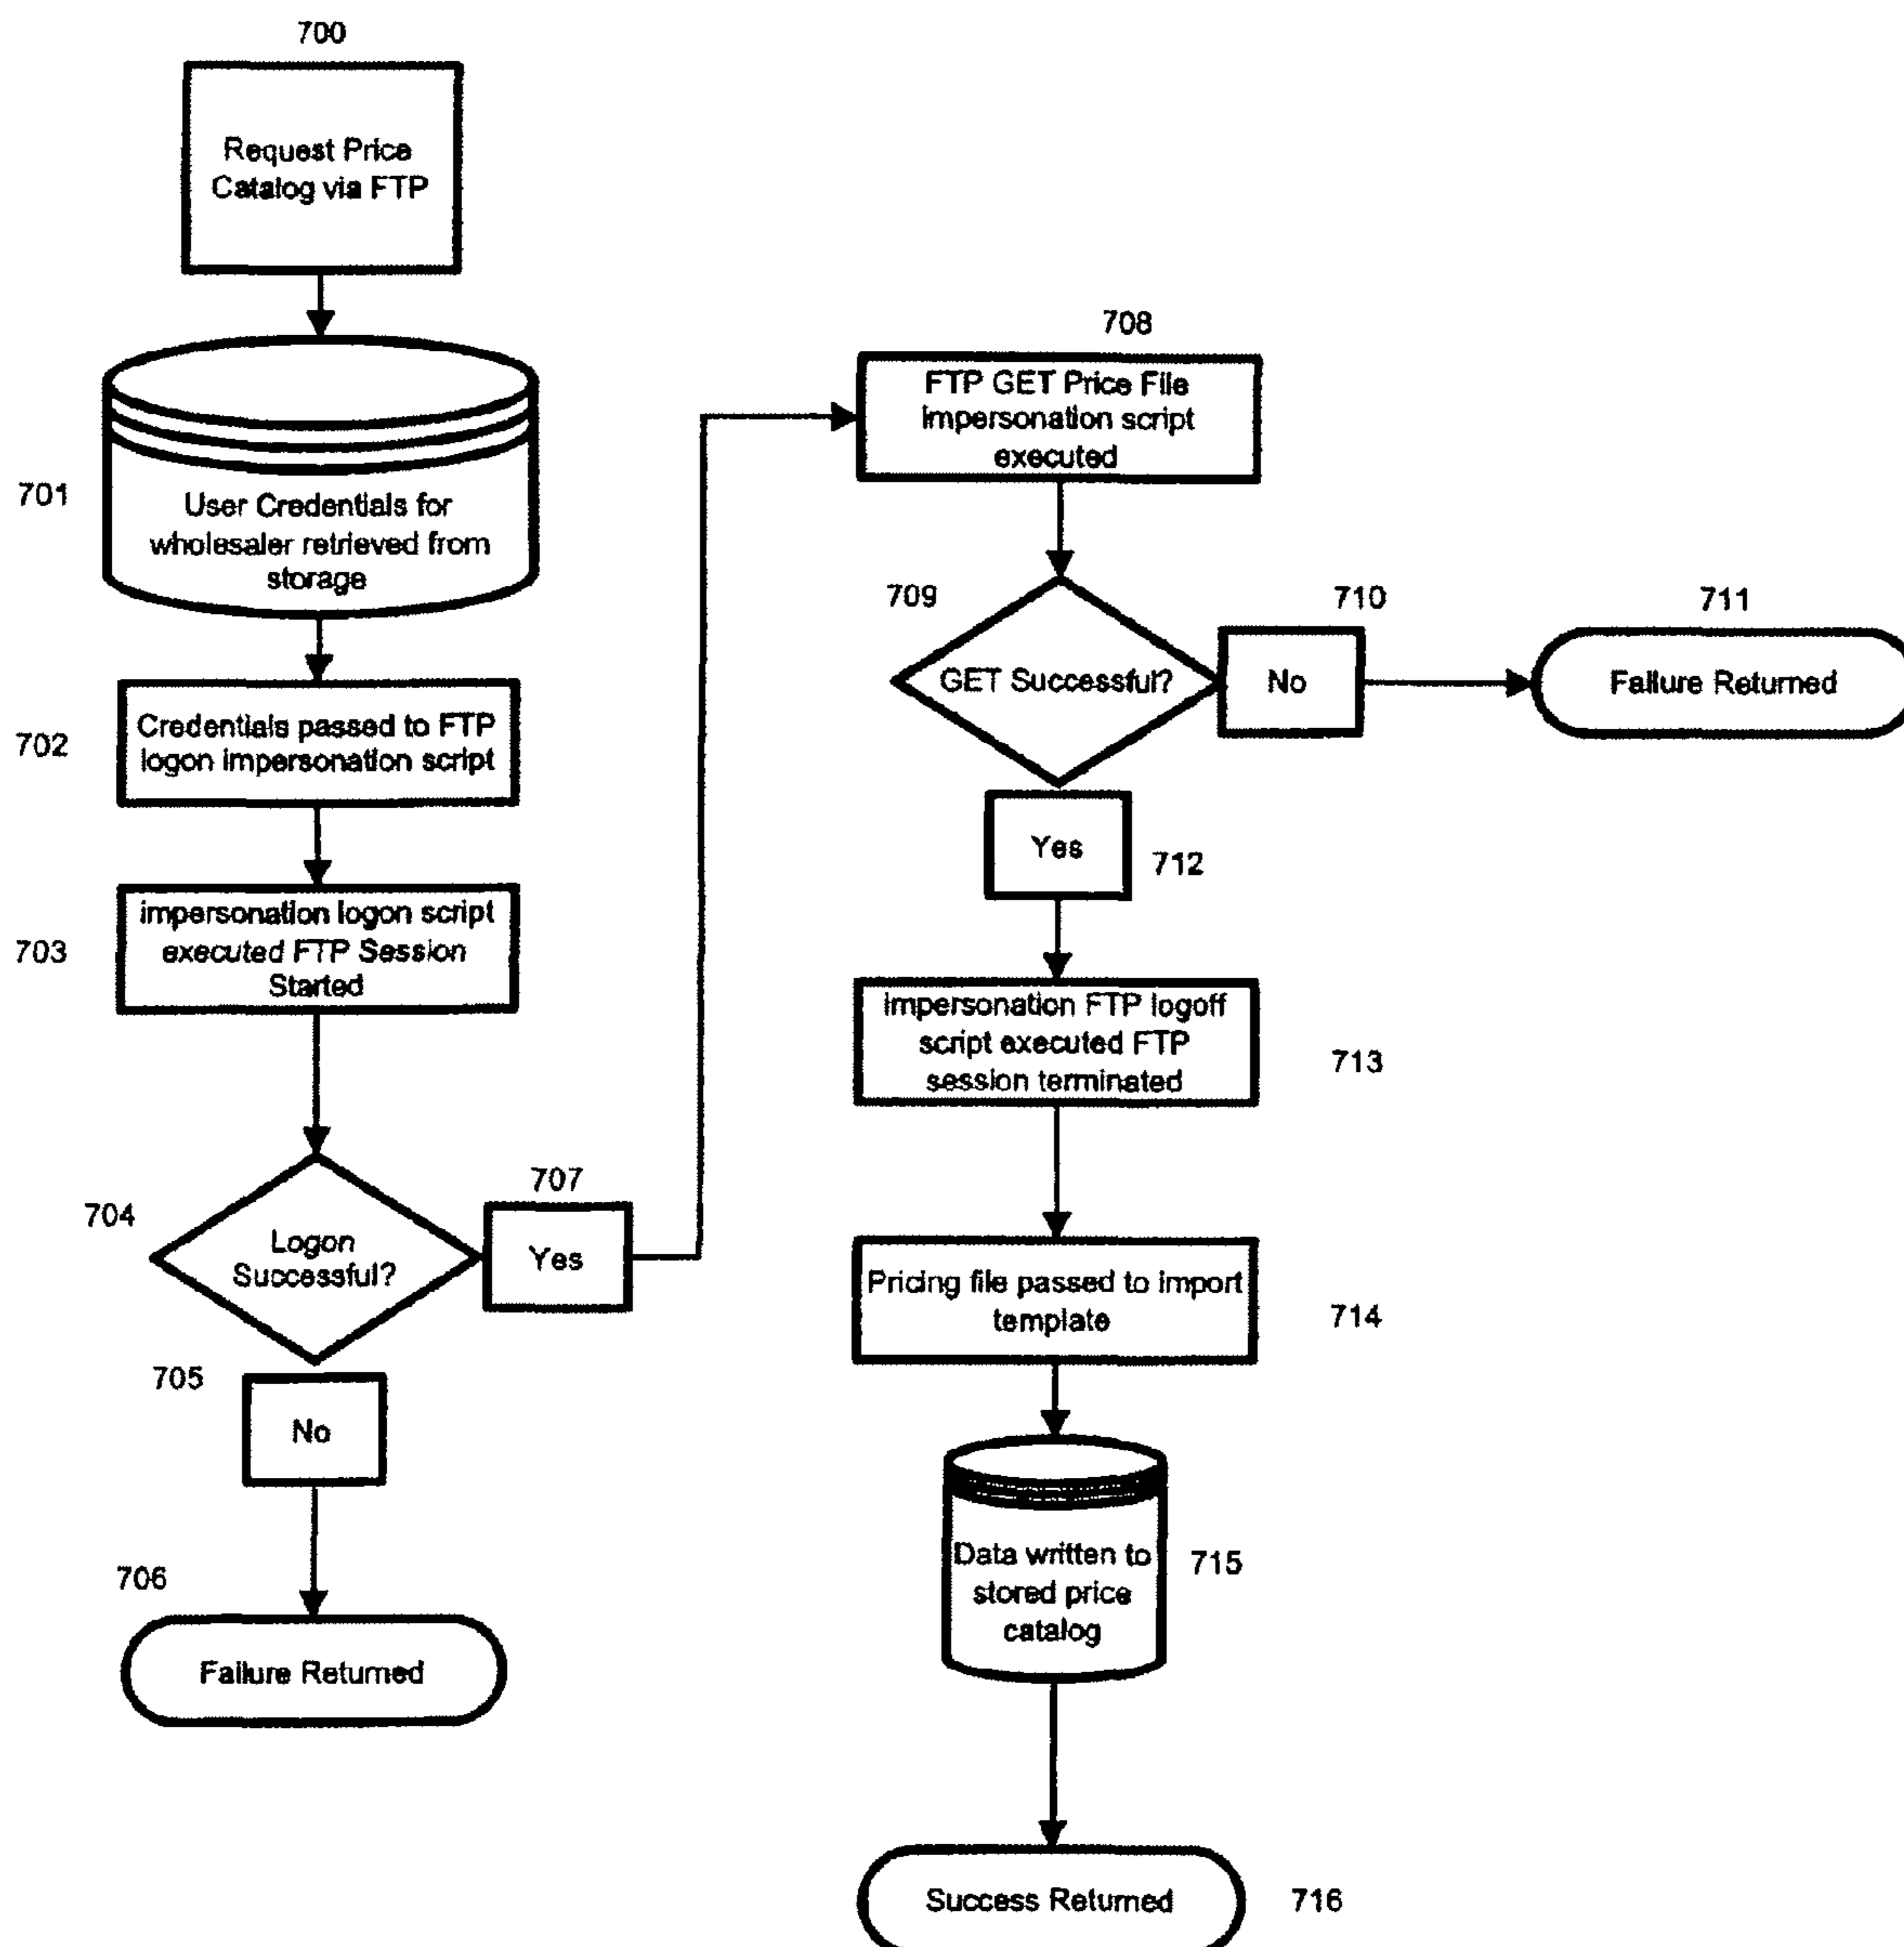 700
Request Price
Catalog via FTP
701
User Credentials for
wholesaler retrieved from
storage
702
Credentials passed to FTP
logon impersonation script
703
impersonation logon script
executed FTP Session
Started
704
Logon
Successful?
707
Yes
705
No
706
Failure Returned
708
FTP GET Price File
impersonation script
executed
709
GET Successful?
710
No
711
Failure Returned
Yes
712
impersonation FTP logoff
script executed FTP
session terminated
713
Pricing file passed to import
template
714
Data written to
stored price
catalog
715
Success Returned
716